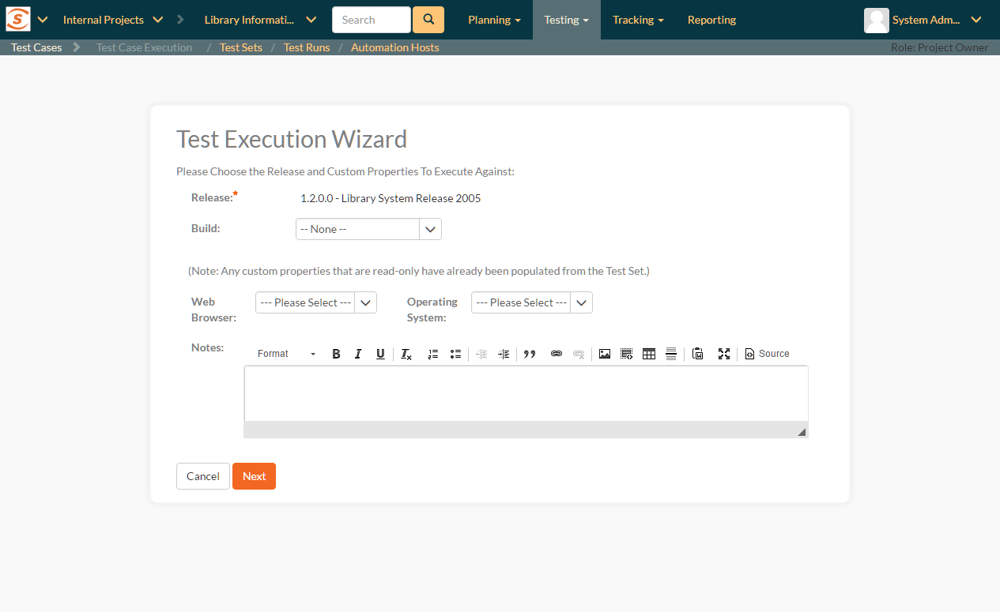 S Internal Projects Library Informati... Search Planning Testing Tracking Reporting System Adm...
Test Cases Test Case Execution / Test Sets / Test Runs / Automation Hosts Role: Project Owner
Test Execution Wizard
Please Choose the Release and Custom Properties To Execute Against:
Release:* 1.2.0.0 - Library System Release 2005
Build: -- None --
(Note: Any custom properties that are read-only have already been populated from the Test Set.)
Web Browser: --- Please Select --- Operating System: --- Please Select ---
Notes: Format B I U Tx Source
Cancel Next